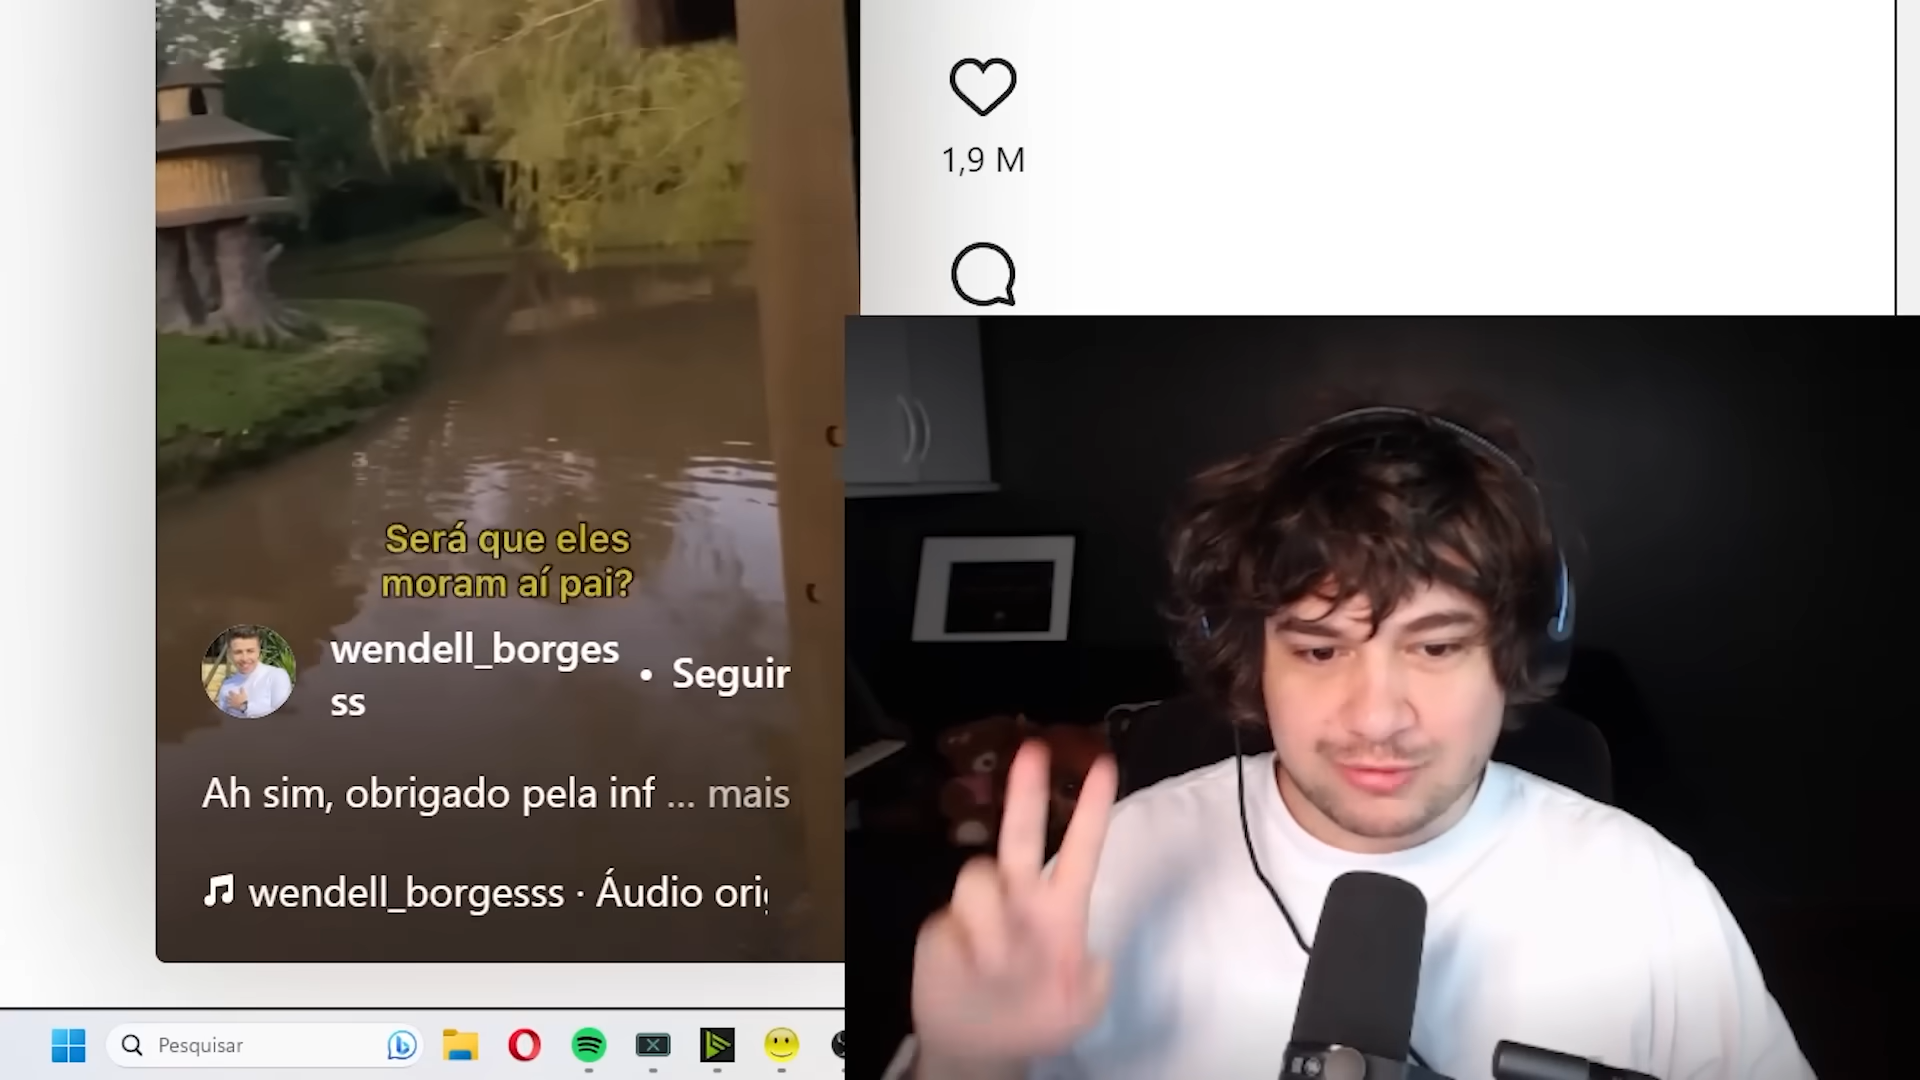 1,9 M
Será que eles
moram aí pai?
wendell_borges
ss
• Seguir
Ah sim, obrigado pela inf ... mais
wendell_borgesss · Áudio
Pesquisar